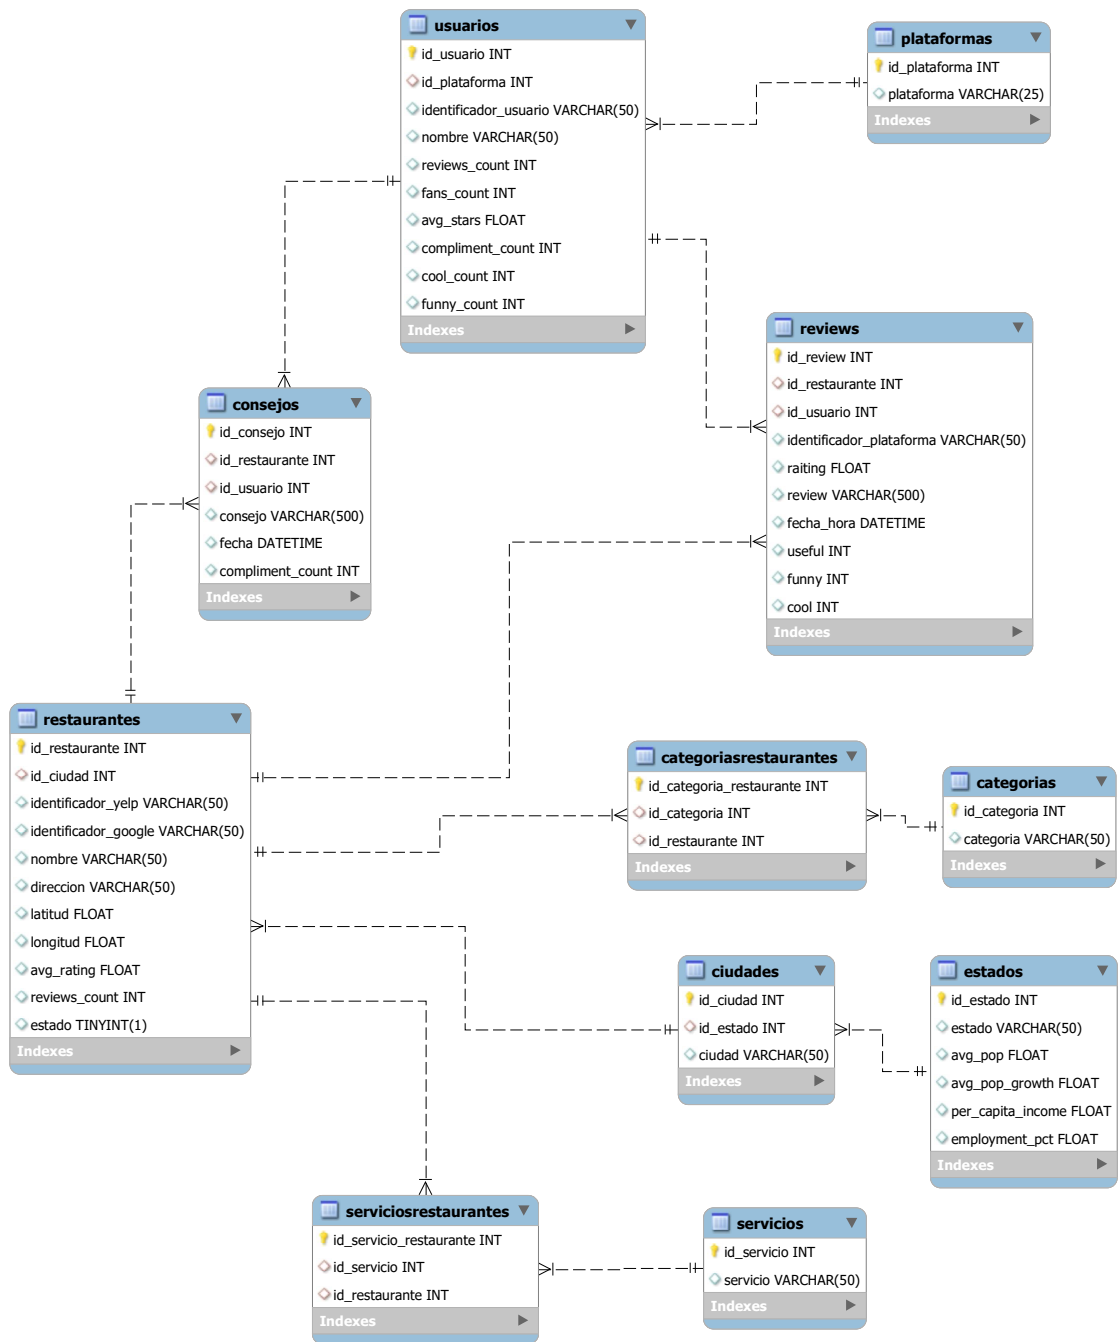 usuarios
id_usuario INT
id_plataforma INT
identificador_usuario VARCHAR(50)
nombre VARCHAR(50)
reviews_count INT
fans_count INT
avg_stars FLOAT
compliment_count INT
cool_count INT
funny_count INT
Indexes
plataformas
id_plataforma INT
plataforma VARCHAR(25)
Indexes
reviews
id_review INT
id_restaurante INT
id_usuario INT
identificador_plataforma VARCHAR(50)
raiting FLOAT
review VARCHAR(500)
fecha_hora DATETIME
useful INT
funny INT
cool INT
Indexes
consejos
id_consejo INT
id_restaurante INT
id_usuario INT
consejo VARCHAR(500)
fecha DATETIME
compliment_count INT
Indexes
restaurantes
id_restaurante INT
id_ciudad INT
identificador_yelp VARCHAR(50)
identificador_google VARCHAR(50)
nombre VARCHAR(50)
direccion VARCHAR(50)
latitud FLOAT
longitud FLOAT
avg_rating FLOAT
reviews_count INT
estado TINYINT(1)
Indexes
categoriasrestaurantes
id_categoria_restaurante INT
id_categoria INT
id_restaurante INT
Indexes
categorias
id_categoria INT
categoria VARCHAR(50)
Indexes
ciudades
id_ciudad INT
id_estado INT
ciudad VARCHAR(50)
Indexes
estados
id_estado INT
estado VARCHAR(50)
avg_pop FLOAT
avg_pop_growth FLOAT
per_capita_income FLOAT
employment_pct FLOAT
Indexes
serviciosrestaurantes
id_servicio_restaurante INT
id_servicio INT
id_restaurante INT
Indexes
servicios
id_servicio INT
servicio VARCHAR(50)
Indexes